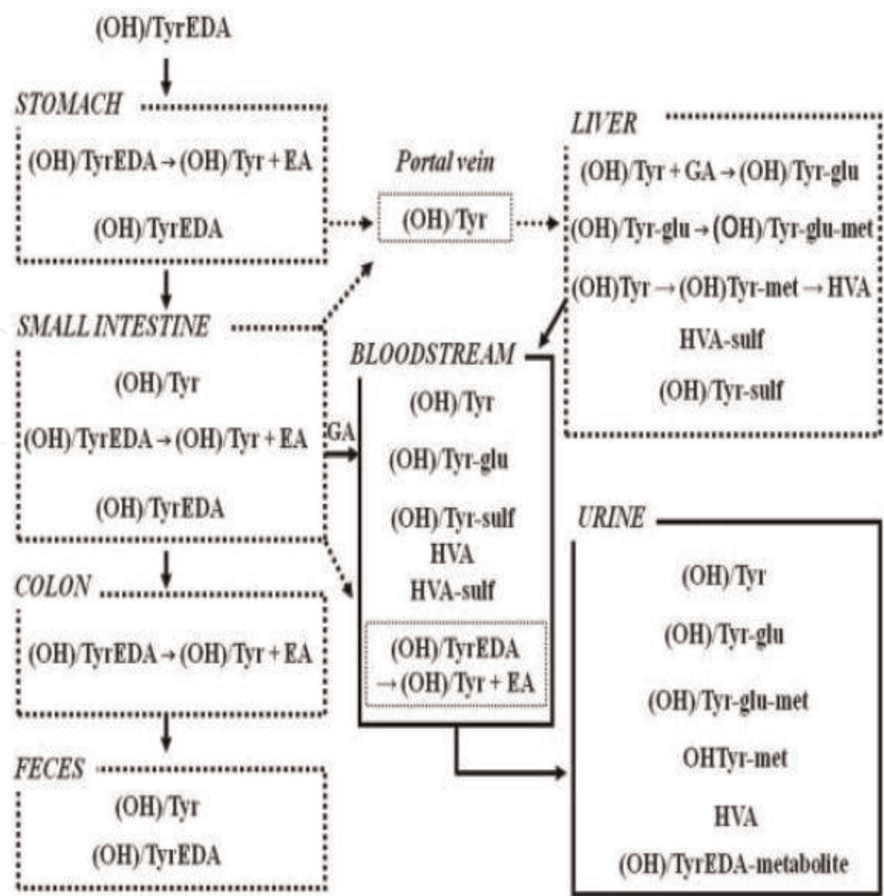 (OH)/TyrEDA
STOMACH
(OH)/TyrEDA→(OH)/Tyr + EA
(OH)/TyrEDA
SMALL INTESTINE
(OH)/Tyr
(OH)/TyrEDA→(OH)/Tyr + EA
(OH)/TyrEDA
COLON
(OH)/TyrEDA→(OH)/Tyr + EA
FECES
(OH)/Tyr
(OH)/TyrEDA
Portal vein
(OH)/Tyr
GA
BLOODSTREAM
(OH)/Tyr
(OH)/Tyr-glu
(OH)/Tyr-sulf
HVA
HVA-sulf
(OH)/TyrEDA
→(OH)/Tyr + EA
LIVER
(OH)/Tyr + GA→(OH)/Tyr-glu
(OH)/Tyr-glu→(OH)/Tyr-glu-met
(OH)Tyr→(OH)Tyr-met→HVA
HVA-sulf
(OH)/Tyr-sulf
URINE
(OH)/Tyr
(OH)/Tyr-glu
(OH)/Tyr-glu-met
OHTyr-met
HVA
(OH)/TyrEDA-metabolite